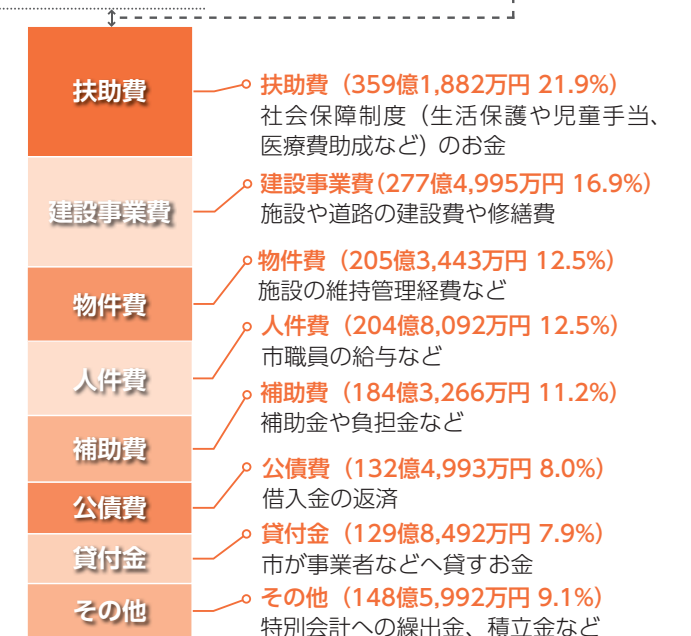 扶助費
扶助費（359億1,882万円 21.9%）
社会保障制度（生活保護や児童手当、
医療費助成など）のお金
建設事業費
建設事業費（277億4,995万円 16.9%）
施設や道路の建設費や修繕費
物件費
物件費（205億3,443万円 12.5%）
施設の維持管理経費など
人件費
人件費（204億8,092万円 12.5%）
市職員の給与など
補助費
補助費（184億3,266万円 11.2%）
補助金や負担金など
公債費
公債費（132億4,993万円 8.0%）
借入金の返済
貸付金
貸付金（129億8,492万円 7.9%）
市が事業者などへ貸すお金
その他
その他（148億5,992万円 9.1%）
特別会計への繰出金、積立金など